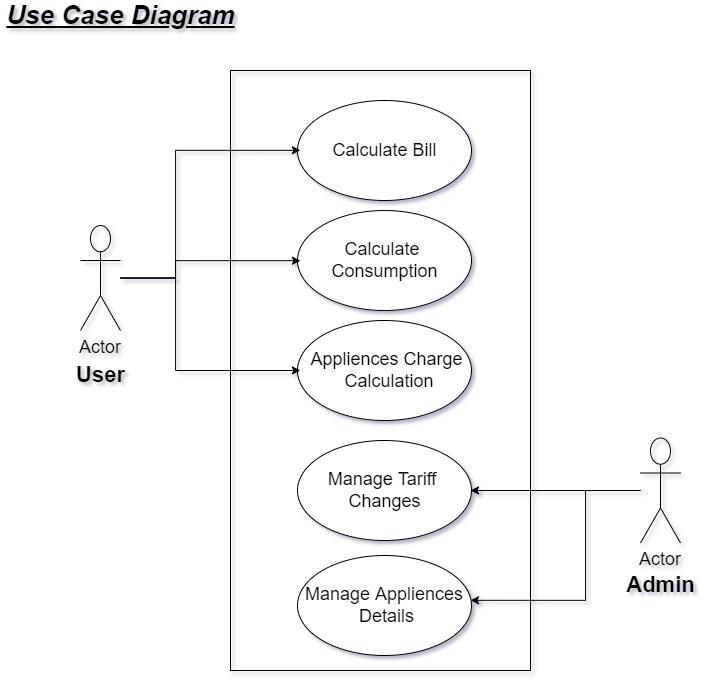 Use Case Diagram
Calculate Bill
Calculate
Consumption
Actor
User
Appliences Charge
Calculation
Manage Tariff
Changes
Actor
Admin
Manage Appliences
Details